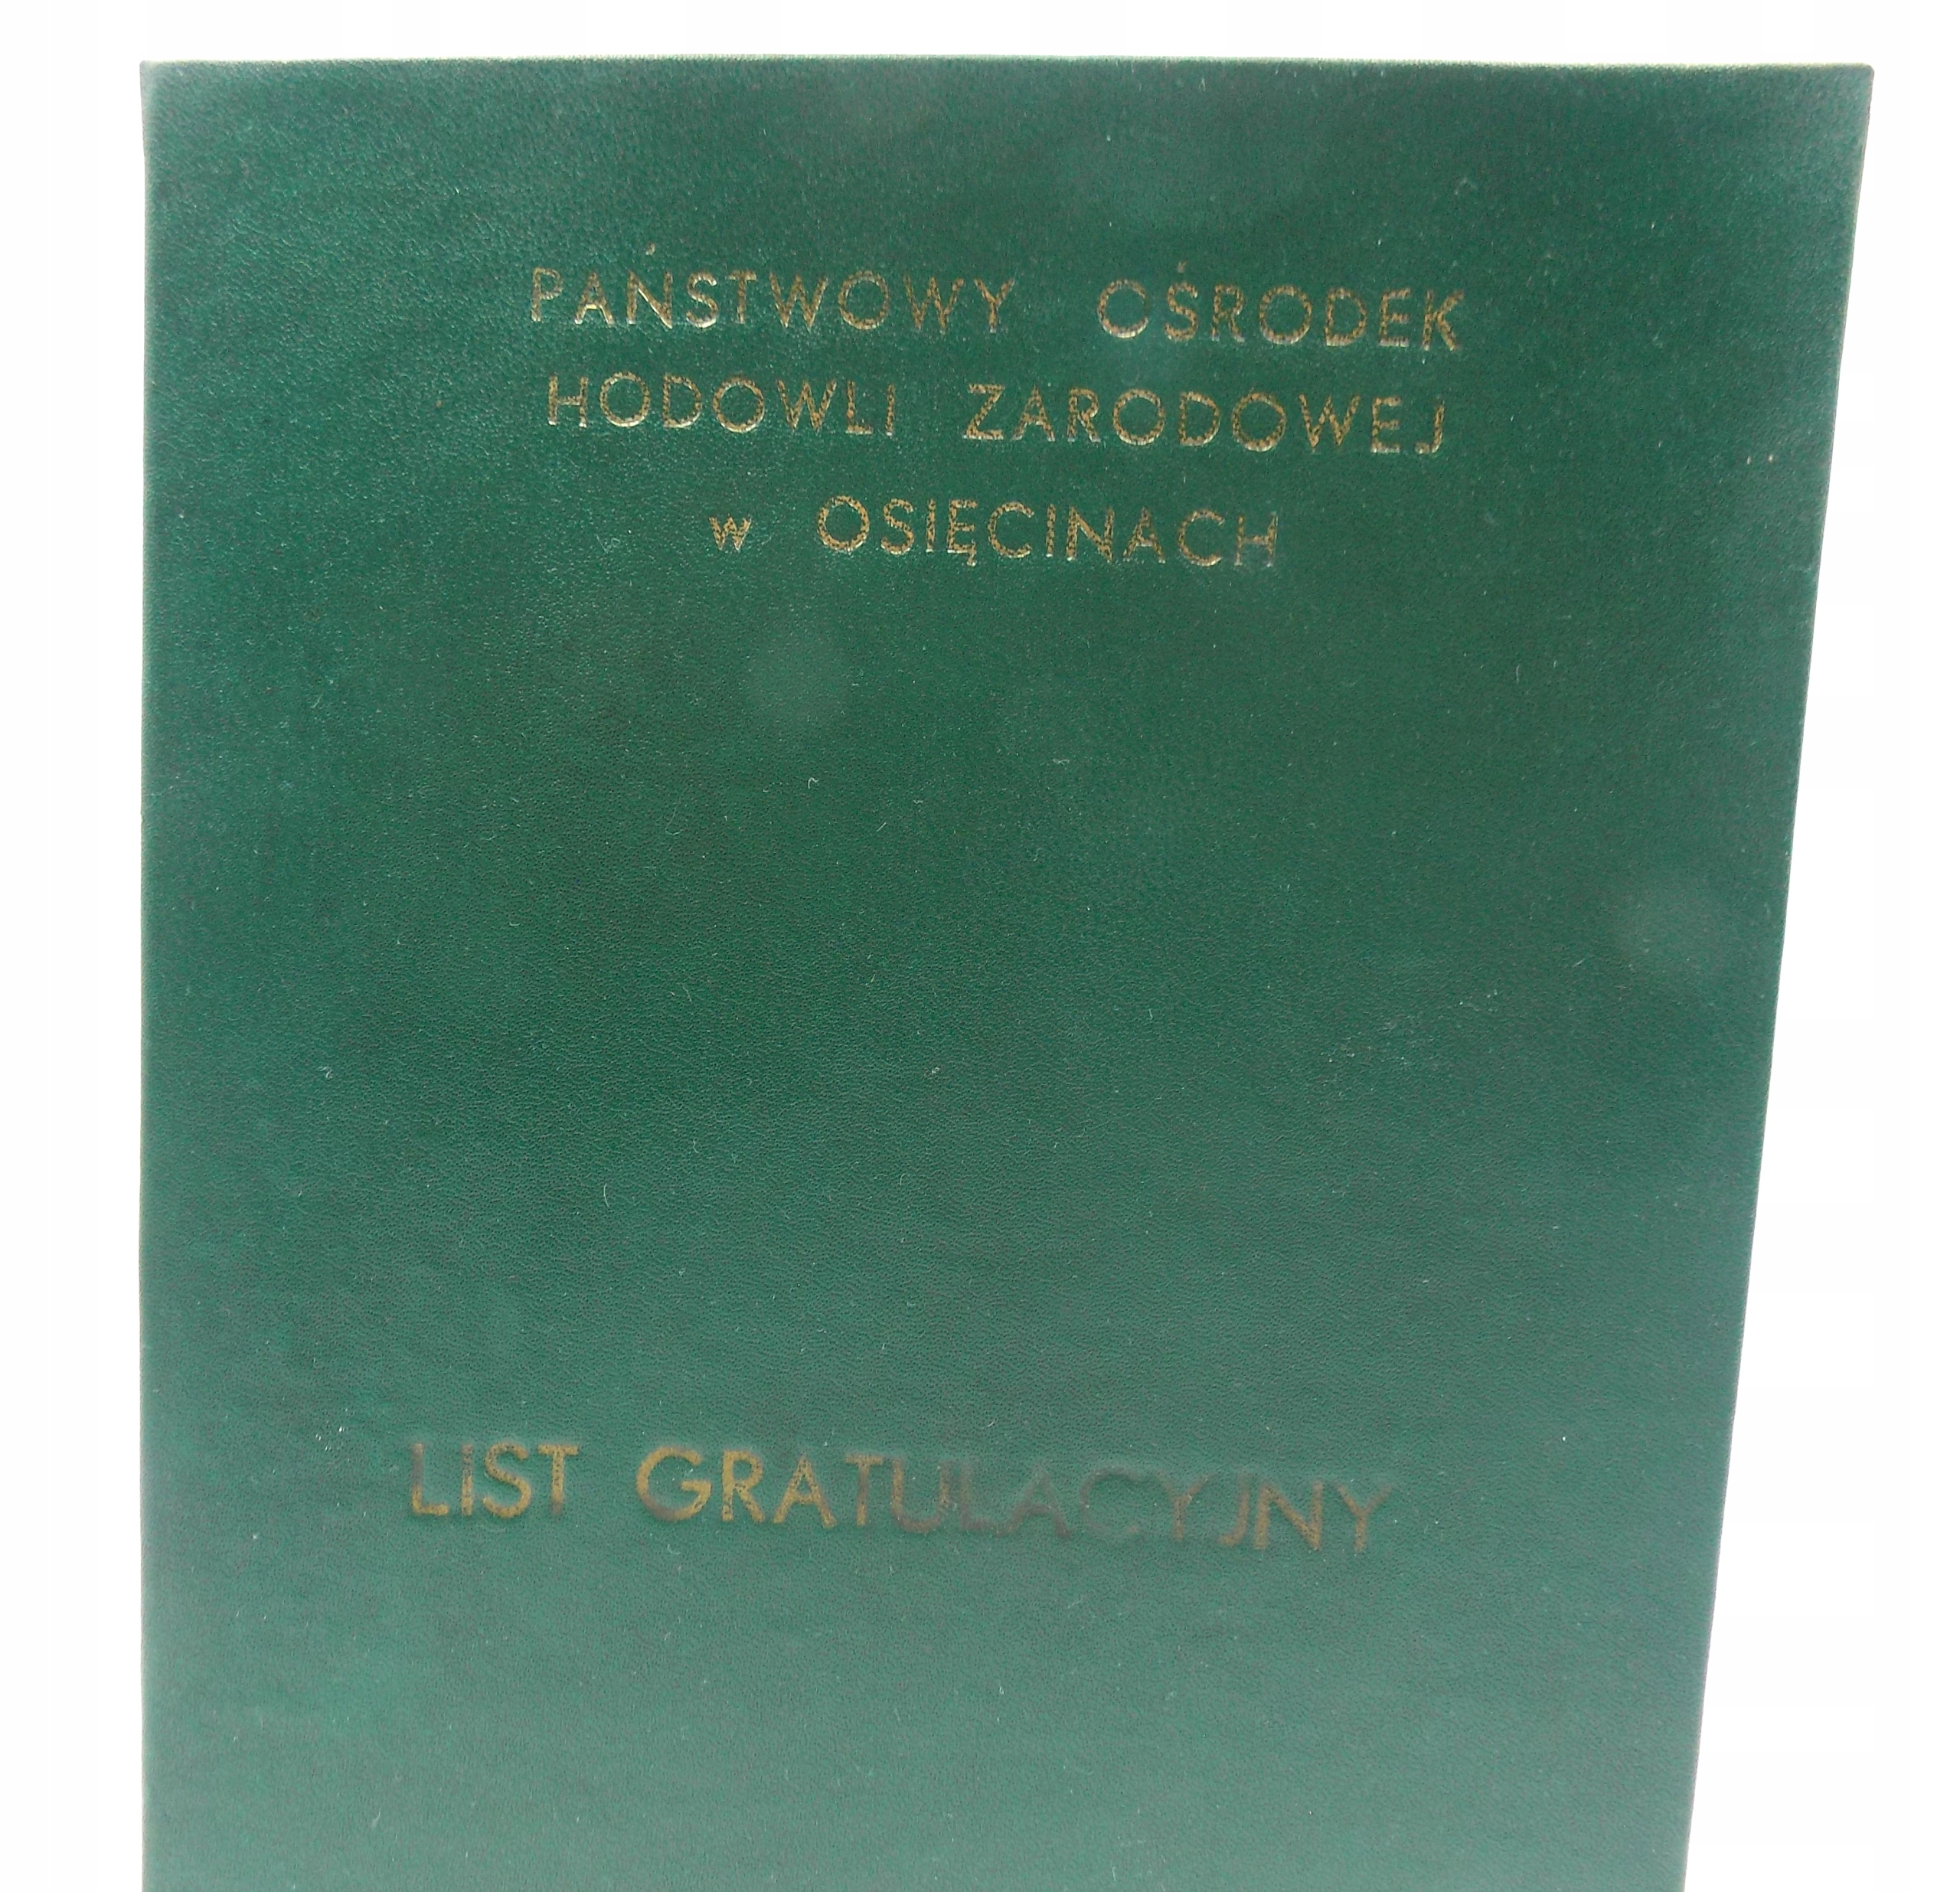 PAŃSTWOWY OŚRODEK
HODOWLI ZARODOWEJ
w OSIĘCINACH
LIST GRATULACYJNY